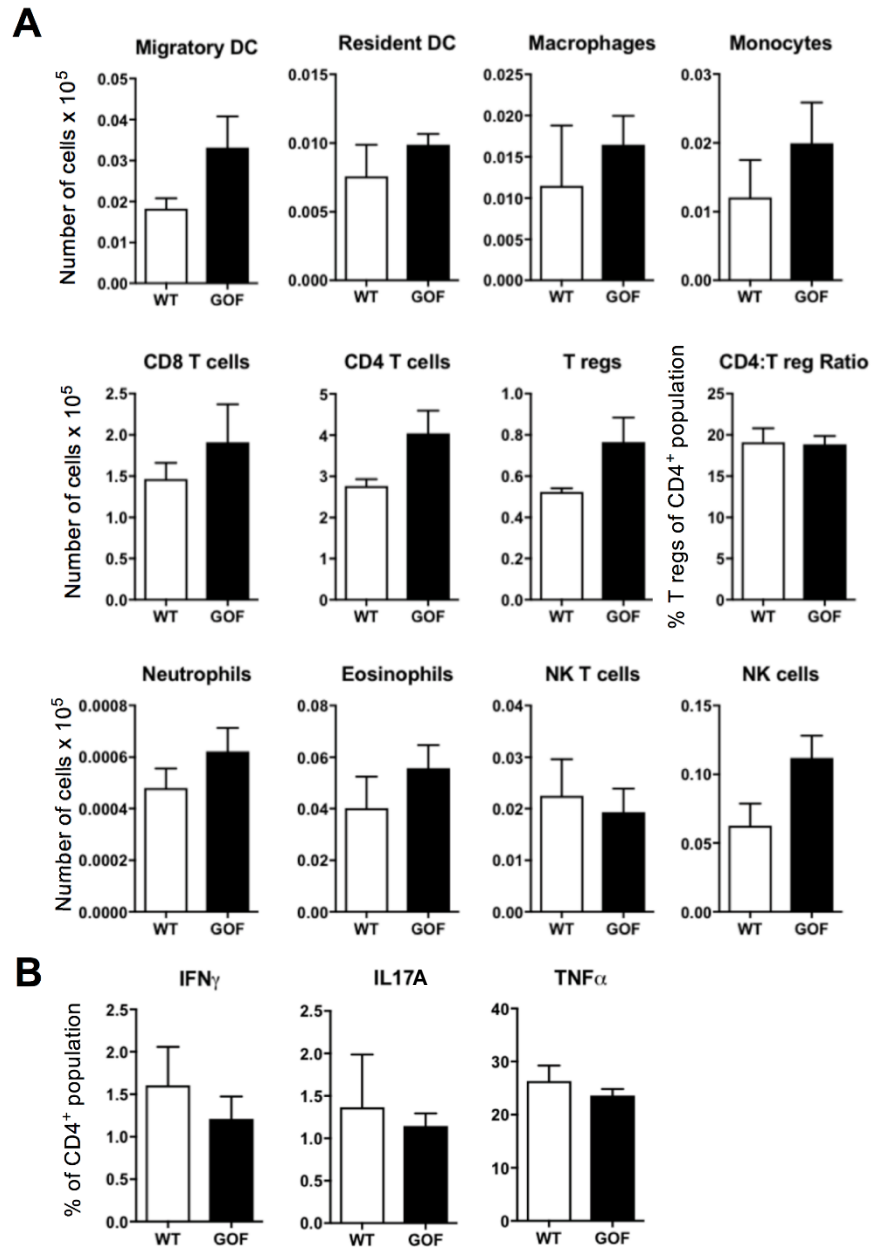 A
Migratory DC
Resident DC
Macrophages
Monocytes
Number of cells x 10⁵
0.05
0.04
0.03
0.02
0.01
0.00
WT GOF
0.015
0.010
0.005
0.000
WT GOF
0.025
0.020
0.015
0.010
0.005
0.000
WT GOF
0.03
0.02
0.01
0.00
WT GOF
CD8 T cells
CD4 T cells
T regs
CD4:T reg Ratio
Number of cells x 10⁵
2.5
2.0
1.5
1.0
0.5
0.0
WT GOF
5
4
3
2
1
0
WT GOF
1.0
0.8
0.6
0.4
0.2
0.0
WT GOF
% T regs of CD4⁺ population
25
20
15
10
5
0
WT GOF
Neutrophils
Eosinophils
NK T cells
NK cells
Number of cells x 10⁵
0.0008
0.0006
0.0004
0.0002
0.0000
WT GOF
0.08
0.06
0.04
0.02
0.00
WT GOF
0.04
0.03
0.02
0.01
0.00
WT GOF
0.15
0.10
0.05
0.00
WT GOF
B
IFNγ
IL17A
TNFα
% of CD4⁺ population
2.5
2.0
1.5
1.0
0.5
0.0
WT GOF
2.5
2.0
1.5
1.0
0.5
0.0
WT GOF
40
30
20
10
0
WT GOF